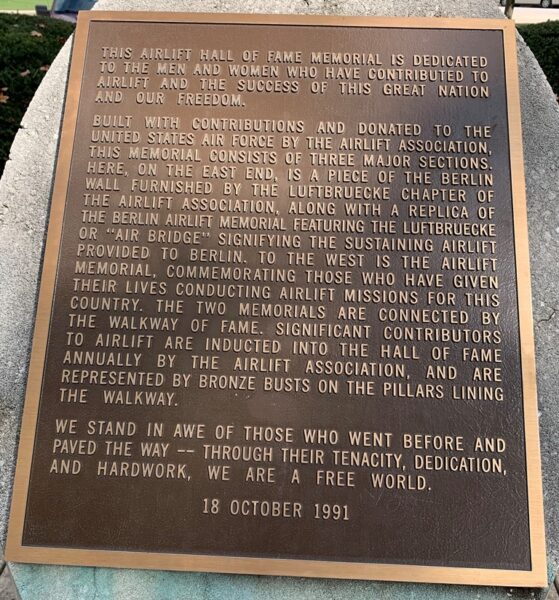 THIS AIRLIFT HALL OF FAME MEMORIAL IS DEDICATED
TO THE MEN AND WOMEN WHO HAVE CONTRIBUTED TO
AIRLIFT AND THE SUCCESS OF THIS GREAT NATION
AND OUR FREEDOM.
BUILT WITH CONTRIBUTIONS AND DONATED TO THE
UNITED STATES AIR FORCE BY THE AIRLIFT ASSOCIATION,
THIS MEMORIAL CONSISTS OF THREE MAJOR SECTIONS.
HERE, ON THE EAST END, IS A PIECE OF THE BERLIN
WALL FURNISHED BY THE LUFTBRUECKE CHAPTER OF
THE AIRLIFT ASSOCIATION, ALONG WITH A REPLICA OF
THE BERLIN AIRLIFT MEMORIAL FEATURING THE LUFTBRUECKE
OR "AIR BRIDGE" SIGNIFYING THE SUSTAINING AIRLIFT
PROVIDED TO BERLIN. TO THE WEST IS THE AIRLIFT
MEMORIAL, COMMEMORATING THOSE WHO HAVE GIVEN
THEIR LIVES CONDUCTING AIRLIFT MISSIONS FOR THIS
COUNTRY. THE TWO MEMORIALS ARE CONNECTED BY
THE WALKWAY OF FAME. SIGNIFICANT CONTRIBUTORS
TO AIRLIFT ARE INDUCTED INTO THE HALL OF FAME
ANNUALLY BY THE AIRLIFT ASSOCIATION, AND ARE
REPRESENTED BY BRONZE BUSTS ON THE PILLARS LINING
THE WALKWAY.
WE STAND IN AWE OF THOSE WHO WENT BEFORE AND
PAVED THE WAY -- THROUGH THEIR TENACITY, DEDICATION,
AND HARDWORK, WE ARE A FREE WORLD.
18 OCTOBER 1991